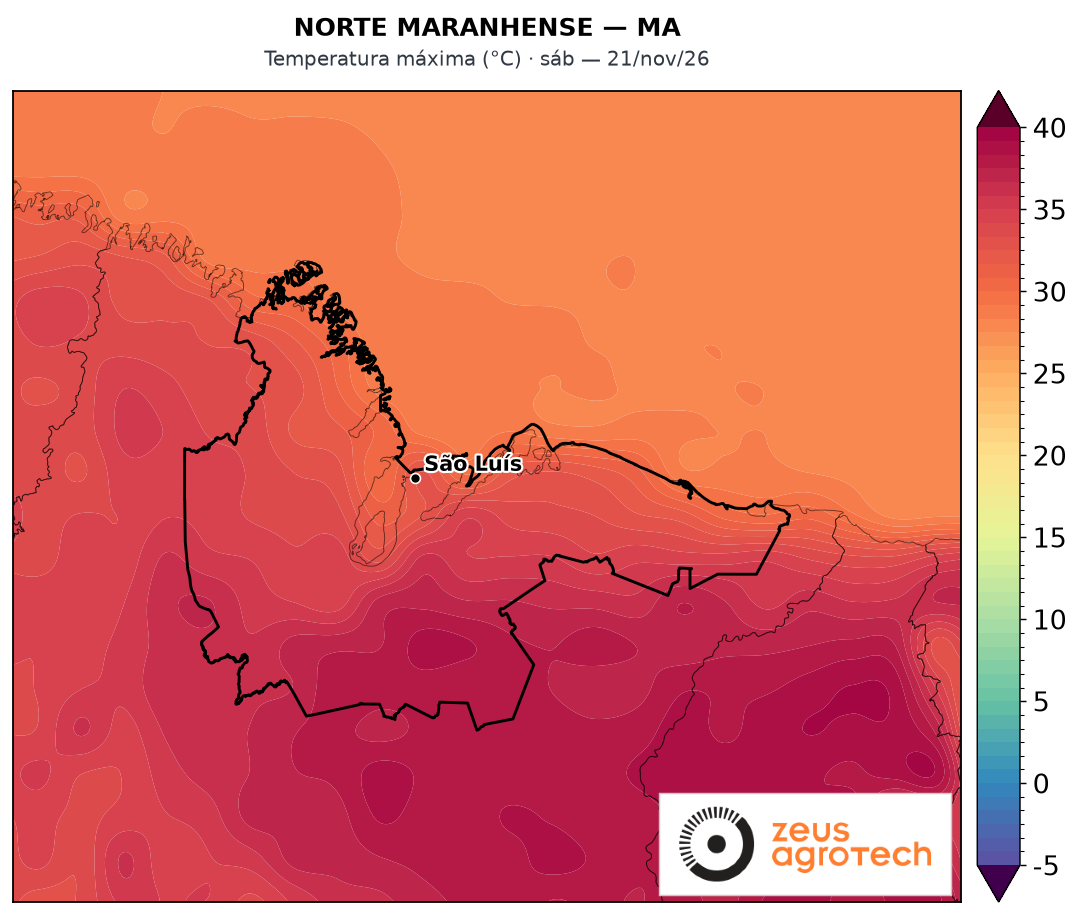 NORTE MARANHENSE — MA
Temperatura máxima (°C) · sáb — 21/nov/26
40
35
30
25
20
15
10
5
0
-5
São Luís
zeus
agrotech